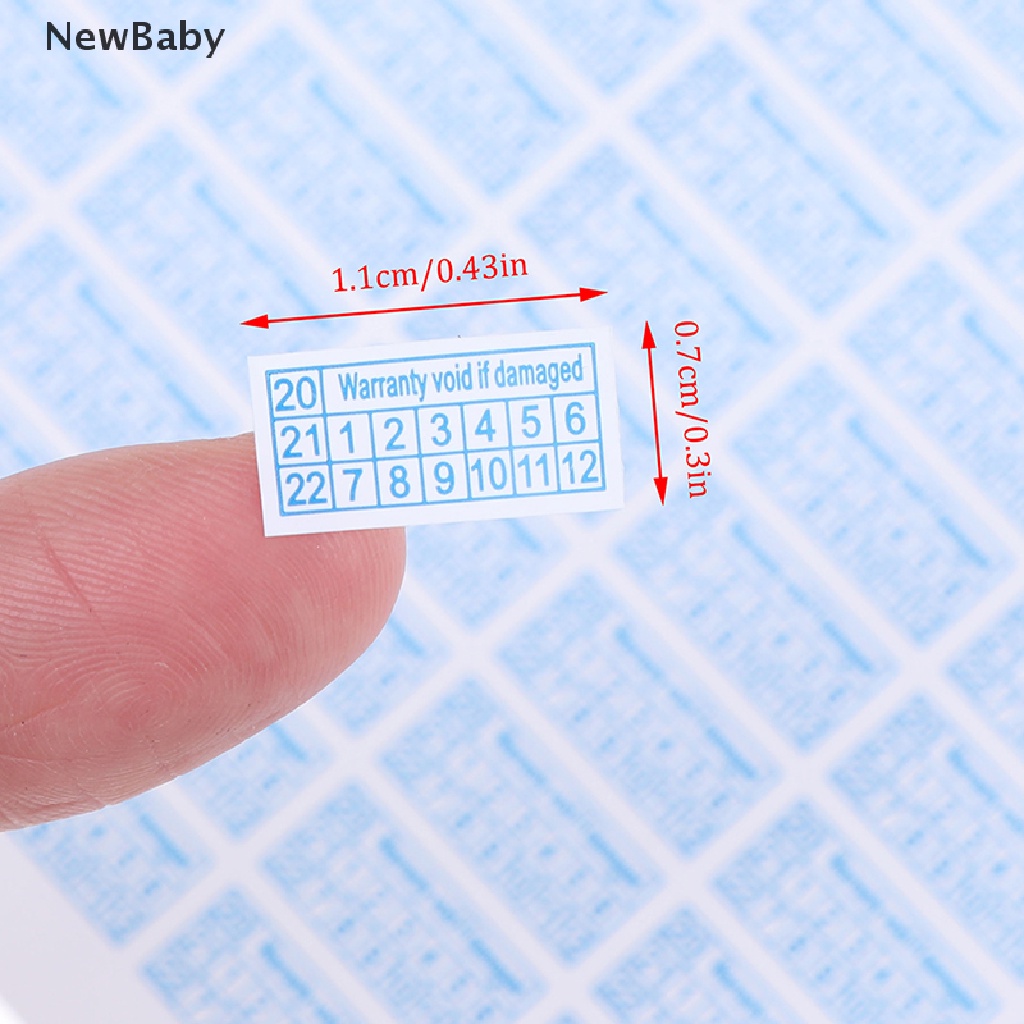 NewBaby
1.1cm/0.43in
0.7cm/0.3in
20 Warranty void if damaged
21 1 2 3 4 5 6
22 7 8 9 10 11 12